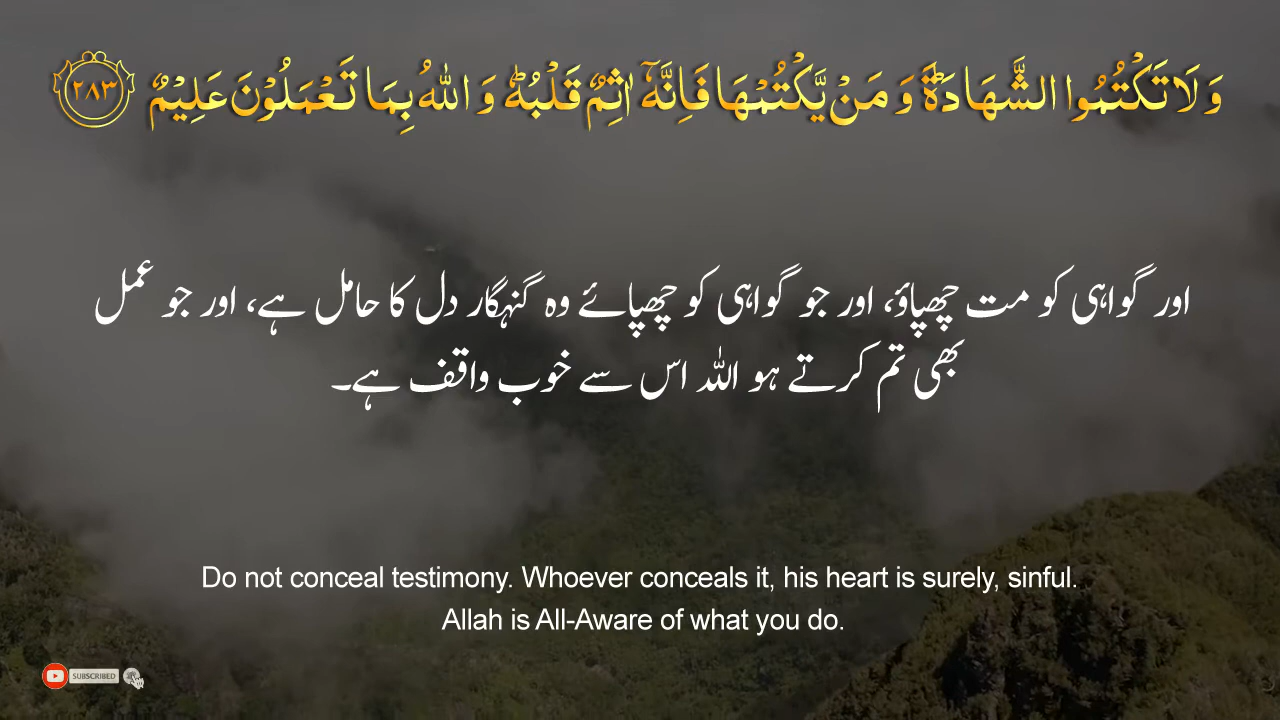 وَلَا تَكْتُمُوا الشَّهَادَةَ ؕ وَ مَنْ يَّكْتُمْهَا فَاِنَّهٗۤ اٰثِمٌ قَلْبُهٗ ؕ وَ اللّٰهُ بِمَا تَعْمَلُوْنَ عَلِيْمٌ ۝۲۸۳
اور گواہی کو مت چھپاؤ، اور جو گواہی کو چھپائے وہ گنہگار دل کا حامل ہے، اور جو عمل
بھی تم کرتے ہو اللہ اس سے خوب واقف ہے۔
Do not conceal testimony. Whoever conceals it, his heart is surely, sinful.
Allah is All-Aware of what you do.
SUBSCRIBED